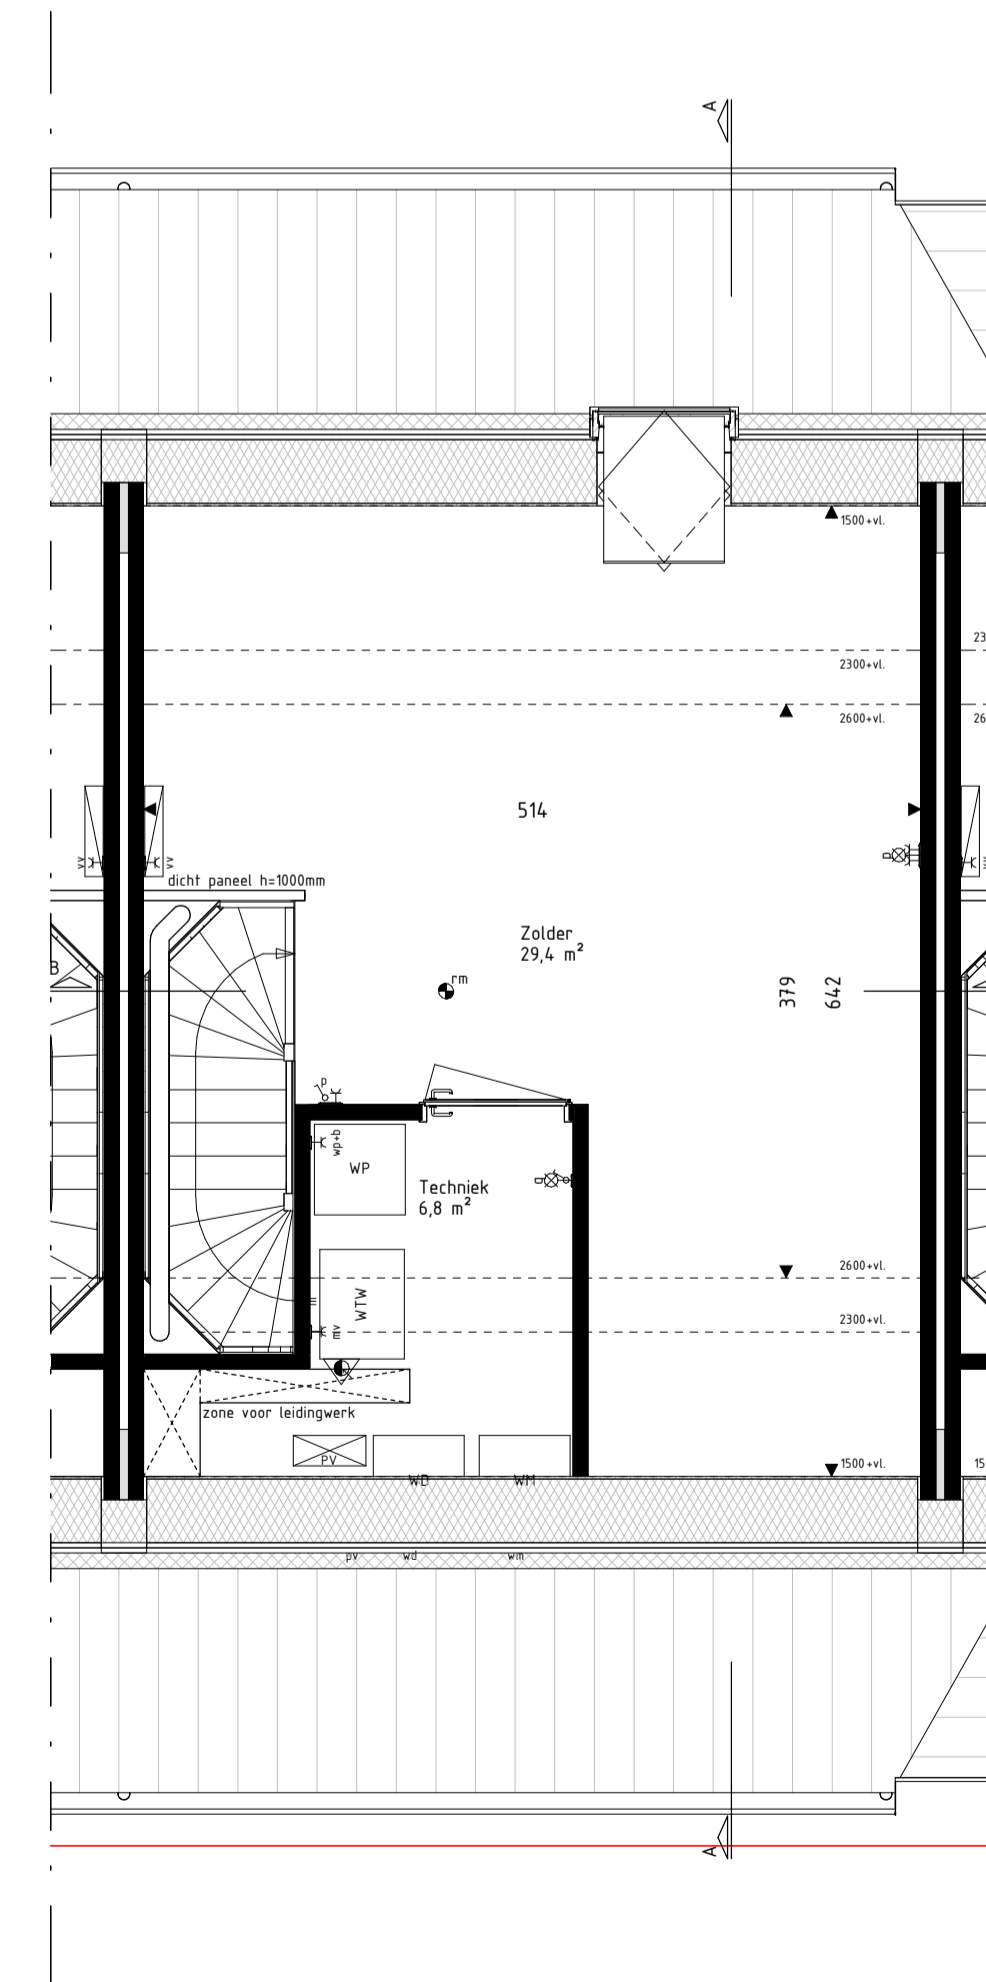 A
1500+vl.
23
2300+vl.
2600+vl.
26
514
vv
vv
p
dicht paneel h=1000mm
Zolder
29,4 m²
B
rm
379
642
p
wp+b
WP
Techniek
6,8 m²
2600+vl.
WTW
m
mv
2300+vl.
zone voor leidingwerk
PV
WD
WM
1500+vl.
15
pv
wd
wm
A